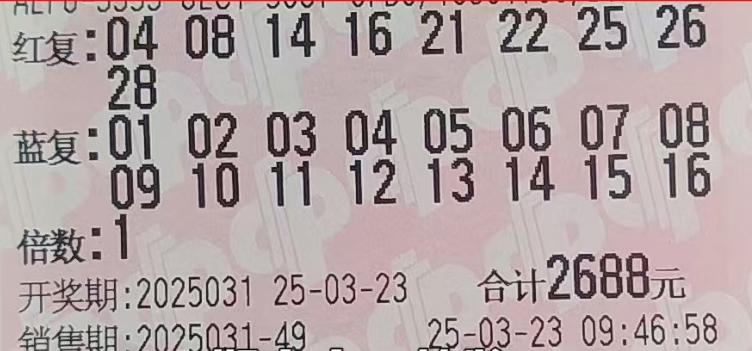 红复:04 08 14 16 21 22 25 26
28
蓝复:01 02 03 04 05 06 07 08
09 10 11 12 13 14 15 16
倍数:1
开奖期:2025031 25-03-23 合计2688元
销售期:2025031-49 25-03-23 09:46:58